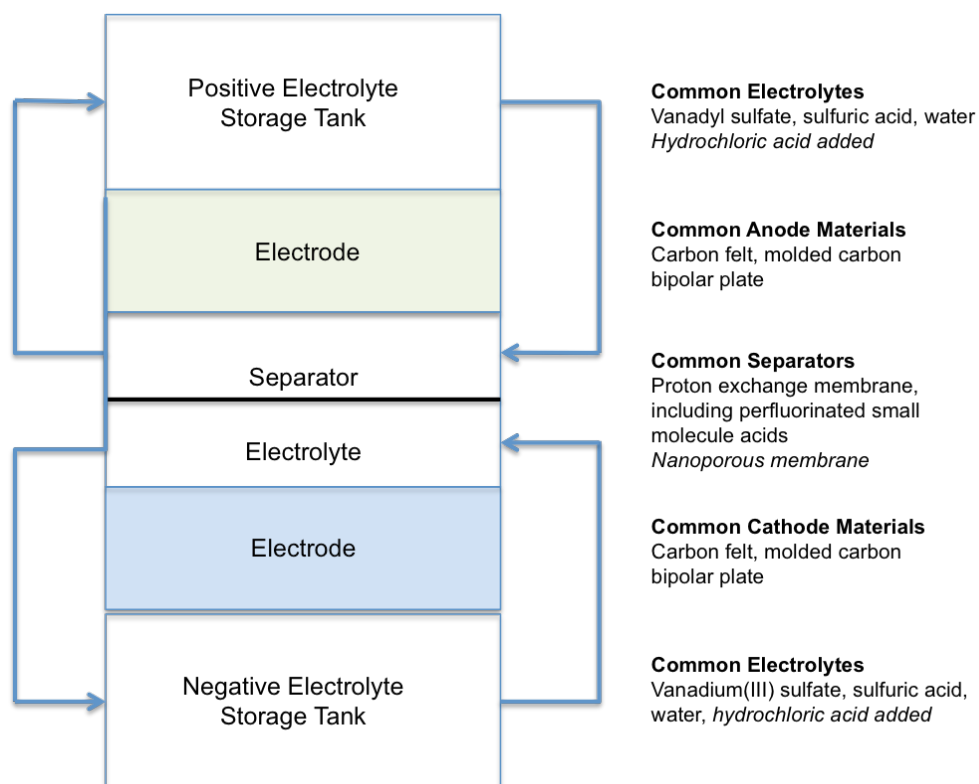 Positive Electrolyte
Storage Tank
Electrode
Separator
Electrolyte
Electrode
Negative Electrolyte
Storage Tank
Common Electrolytes
Vanadyl sulfate, sulfuric acid, water
Hydrochloric acid added
Common Anode Materials
Carbon felt, molded carbon
bipolar plate
Common Separators
Proton exchange membrane,
including perfluorinated small
molecule acids
Nanoporous membrane
Common Cathode Materials
Carbon felt, molded carbon
bipolar plate
Common Electrolytes
Vanadium(III) sulfate, sulfuric acid,
water, hydrochloric acid added